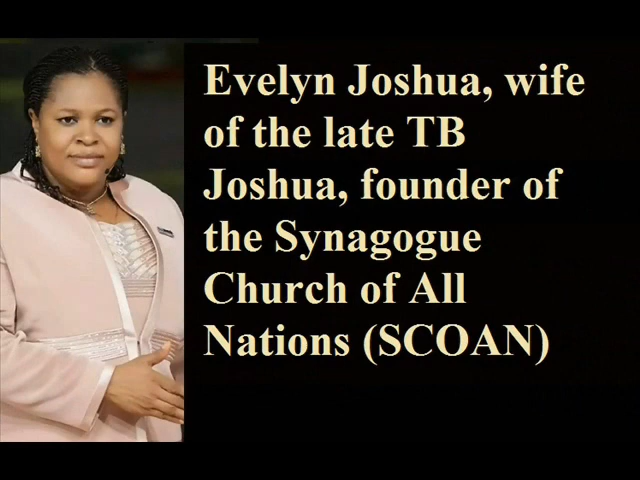 Evelyn Joshua, wife
of the late TB
Joshua, founder of
the Synagogue
Church of All
Nations (SCOAN)